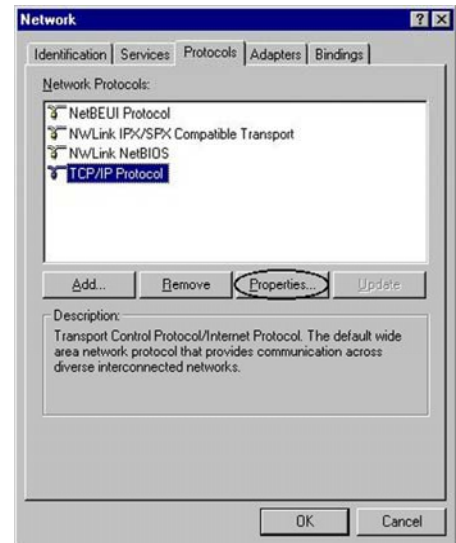 Network
Identification Services Protocols Adapters Bindings
Network Protocols:
NetBEUI Protocol
NWLink IPX/SPX Compatible Transport
NWLink NetBIOS
TCP/IP Protocol
Add... Remove Properties... Update
Description:
Transport Control Protocol/Internet Protocol. The default wide
area network protocol that provides communication across
diverse interconnected networks.
OK Cancel